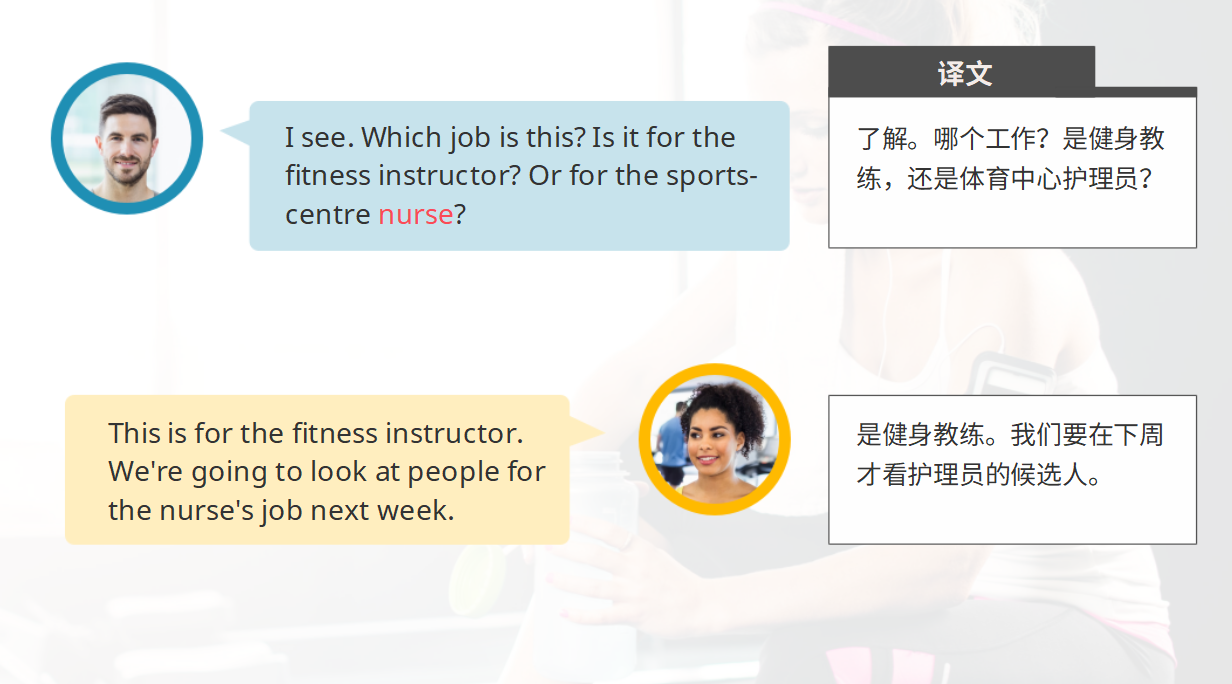 译文
I see. Which job is this? Is it for the
fitness instructor? Or for the sports-
centre nurse?
了解。哪个工作？是健身教
练，还是体育中心护理员？
This is for the fitness instructor.
We're going to look at people for
the nurse's job next week.
是健身教练。我们要在下周
才看护理员的候选人。